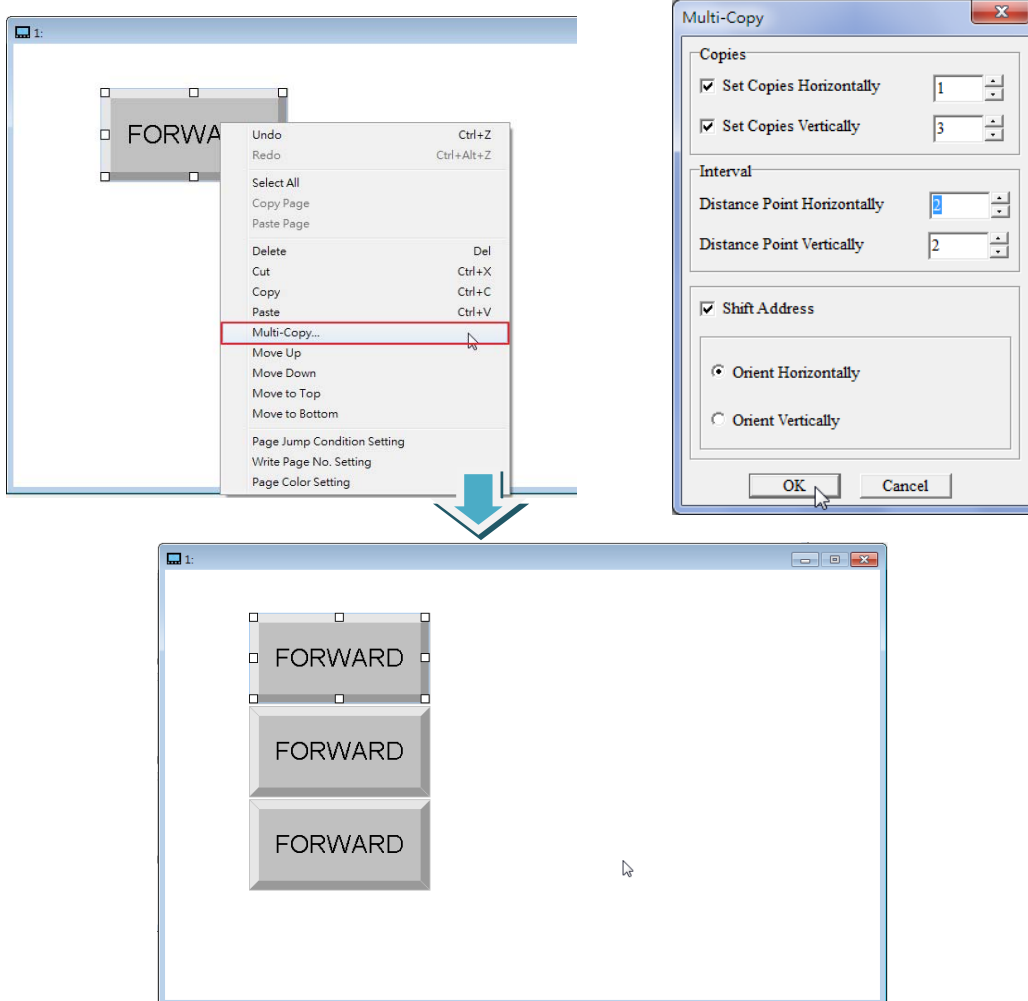 1:
FORWA
Undo Ctrl+Z
Redo Ctrl+Alt+Z
Select All
Copy Page
Paste Page
Delete Del
Cut Ctrl+X
Copy Ctrl+C
Paste Ctrl+V
Multi-Copy...
Move Up
Move Down
Move to Top
Move to Bottom
Page Jump Condition Setting
Write Page No. Setting
Page Color Setting
Multi-Copy
Copies
Set Copies Horizontally 1
Set Copies Vertically 3
Interval
Distance Point Horizontally 2
Distance Point Vertically 2
Shift Address
Orient Horizontally
Orient Vertically
OK Cancel
1:
FORWARD
FORWARD
FORWARD